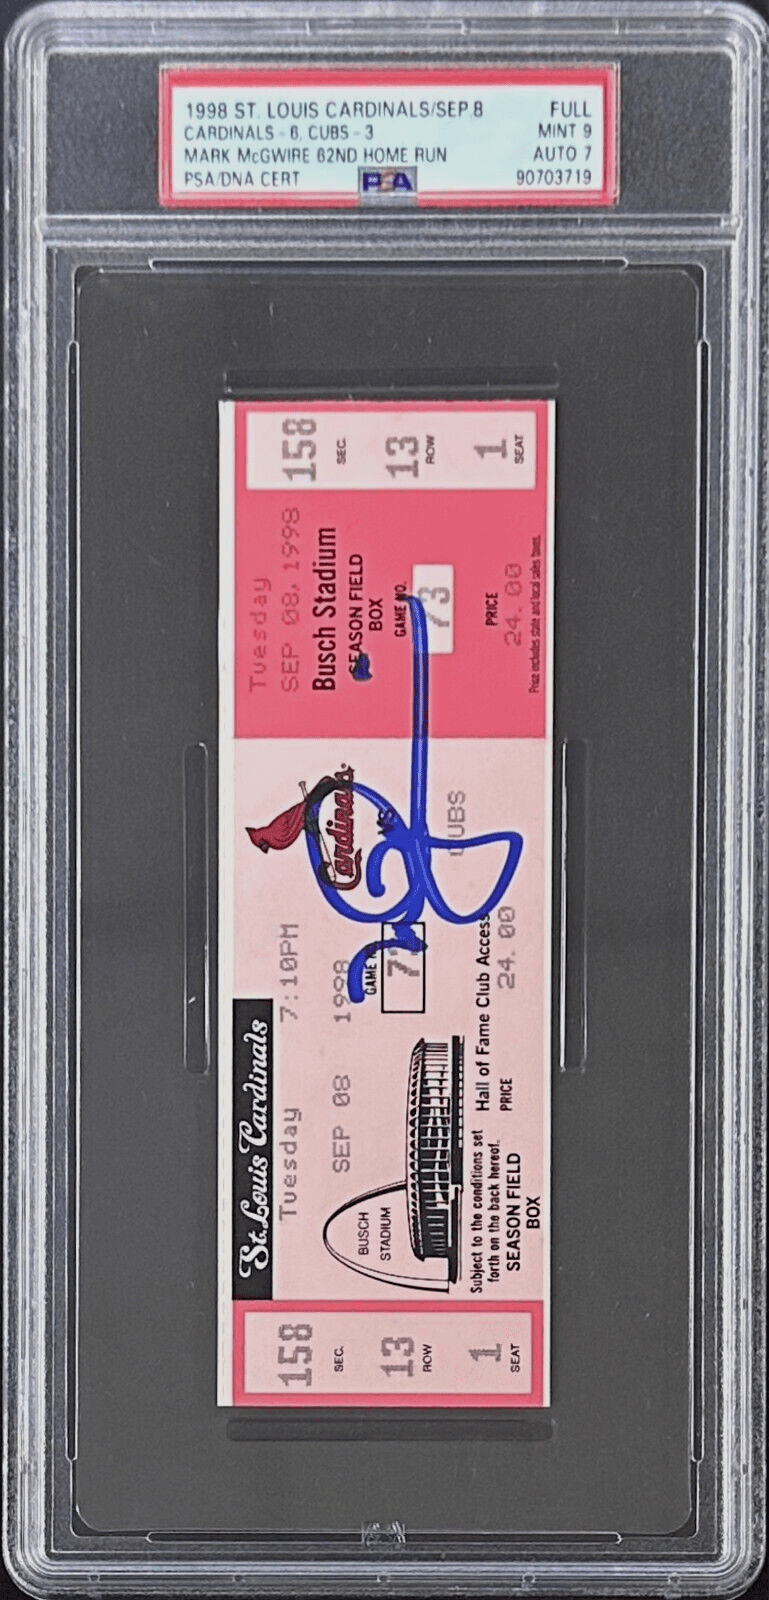 1998 ST. LOUIS CARDINALS/SEP.8 FULL
CARDINALS - 6, CUBS - 3 MINT 9
MARK McGWIRE 62ND HOME RUN AUTO 7
PSA/DNA CERT PSA 90703719
158 SEC.
13 ROW
1 SEAT
Tuesday
SEP 08, 1998
Busch Stadium
SEASON FIELD
BOX
GAME NO.
73
PRICE
24.00
Price includes state and local sales taxes.
St. Louis Cardinals
Tuesday 7:10PM
SEP 08 1998
Cardinals
VS
CUBS
GAME
BUSCH
STADIUM
Subject to the conditions set
forth on the back hereof.
SEASON FIELD
BOX
Hall of Fame Club Access
PRICE 24.00
158 SEC.
13 ROW
1 SEAT